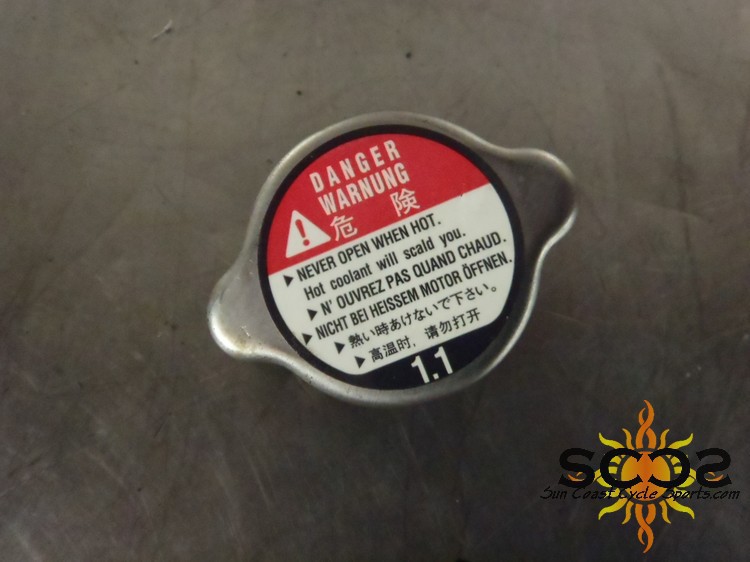 DANGER
WARNUNG
危 険
NEVER OPEN WHEN HOT.
Hot coolant will scald you.
N' OUVREZ PAS QUAND CHAUD.
NICHT BEI HEISSEM MOTOR ÖFFNEN.
熱い時あけないで下さい。
高温时，请勿打开
1.1
SCCS
Sun Coast Cycle Sports.com